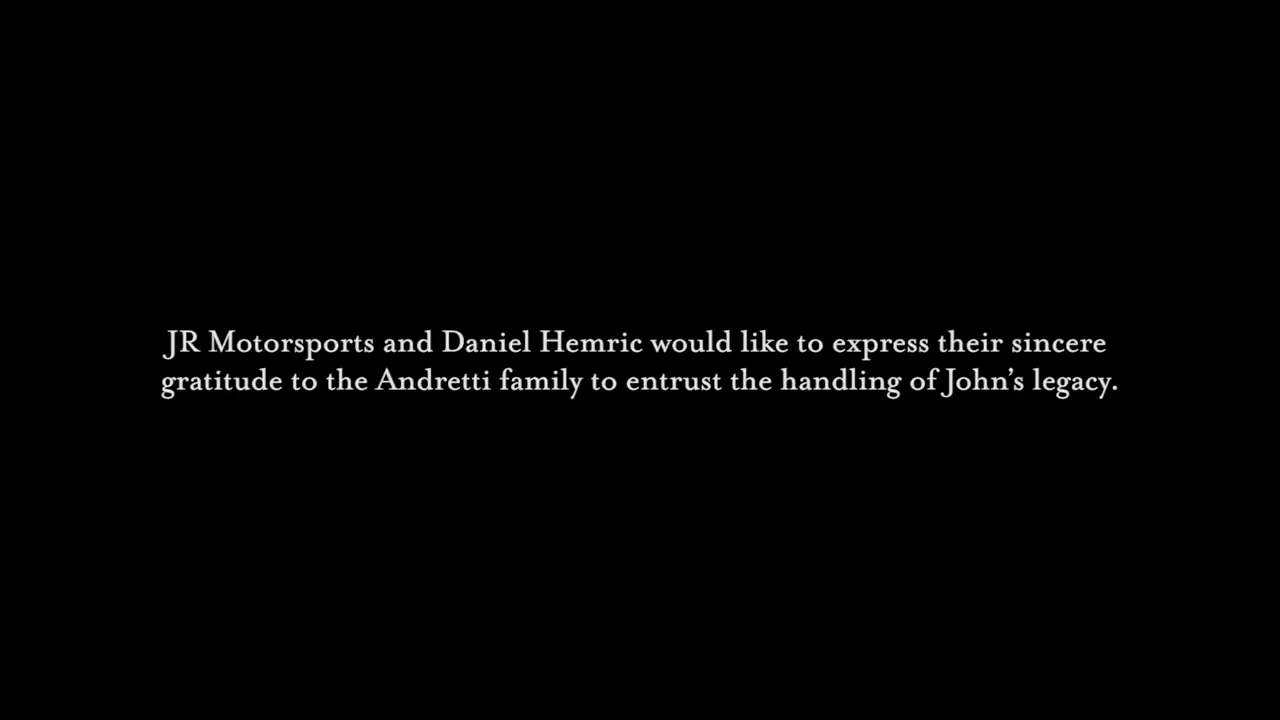 JR Motorsports and Daniel Hemric would like to express their sincere
gratitude to the Andretti family to entrust the handling of John’s legacy.